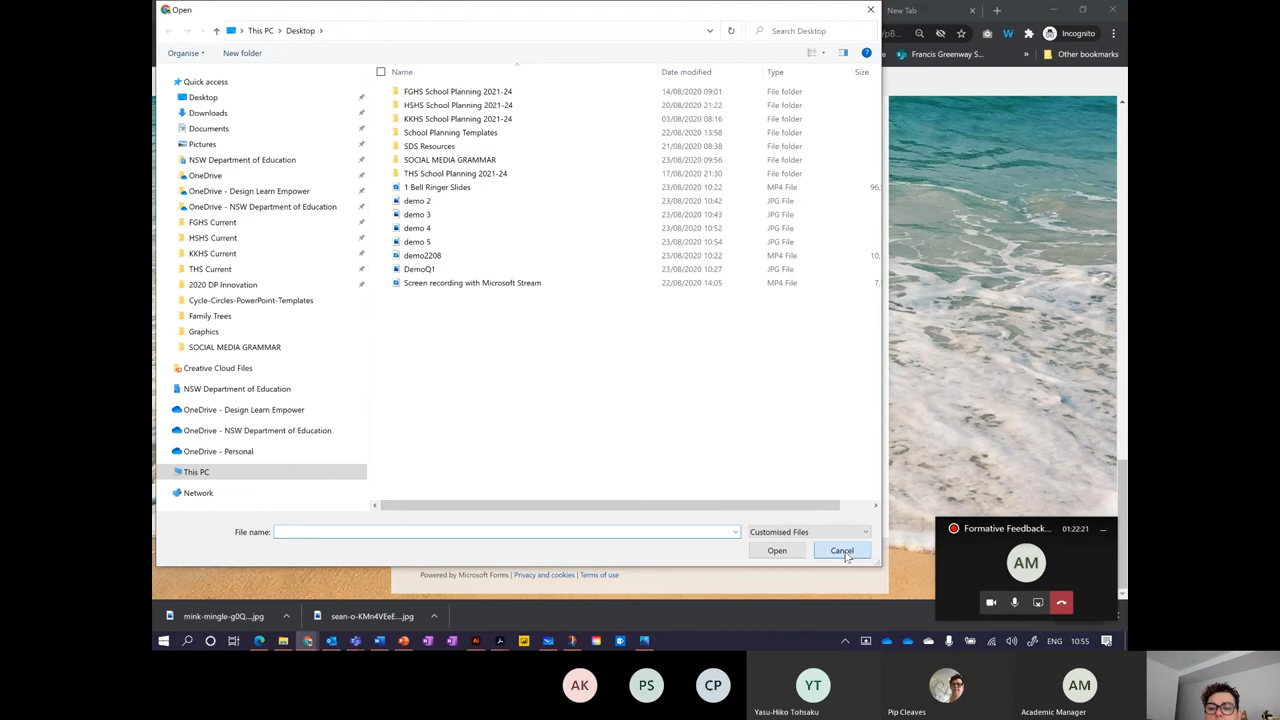 Open
New Tab
This PC > Desktop >
Search Desktop
Incognito
Organise
New folder
Francis Greenway S...
Other bookmarks
Name Date modified Type Size
Quick access
Desktop
Downloads
Documents
Pictures
NSW Department of Education
OneDrive
OneDrive - Design Learn Empower
OneDrive - NSW Department of Education
FGHS Current
HSHS Current
KKHS Current
THS Current
2020 DP Innovation
Cycle-Circles-PowerPoint-Templates
Family Trees
Graphics
SOCIAL MEDIA GRAMMAR
Creative Cloud Files
NSW Department of Education
OneDrive - Design Learn Empower
OneDrive - NSW Department of Education
OneDrive - Personal
This PC
Network
FGHS School Planning 2021-24 14/08/2020 09:01 File folder
HSHS School Planning 2021-24 20/08/2020 21:22 File folder
KKHS School Planning 2021-24 03/08/2020 08:16 File folder
School Planning Templates 22/08/2020 13:58 File folder
SDS Resources 21/08/2020 08:38 File folder
SOCIAL MEDIA GRAMMAR 23/08/2020 09:56 File folder
THS School Planning 2021-24 17/08/2020 21:30 File folder
1 Bell Ringer Slides 23/08/2020 10:22 MP4 File 96,
demo 2 23/08/2020 10:42 JPG File
demo 3 23/08/2020 10:43 JPG File
demo 4 23/08/2020 10:52 JPG File
demo 5 23/08/2020 10:54 JPG File
demo2208 23/08/2020 10:22 MP4 File 10,
DemoQ1 23/08/2020 10:27 JPG File
Screen recording with Microsoft Stream 22/08/2020 14:05 MP4 File 7,
File name:
Customised Files
Open
Cancel
Formative Feedback... 01:22:21
AM
Powered by Microsoft Forms | Privacy and cookies | Terms of use
mink-mingle-g0Q....jpg
sean-o-KMn4VEeE....jpg
ENG 10:55
AK
PS
CP
YT
AM
Yasu-Hiko Tohsaku
Pip Cleaves
Academic Manager